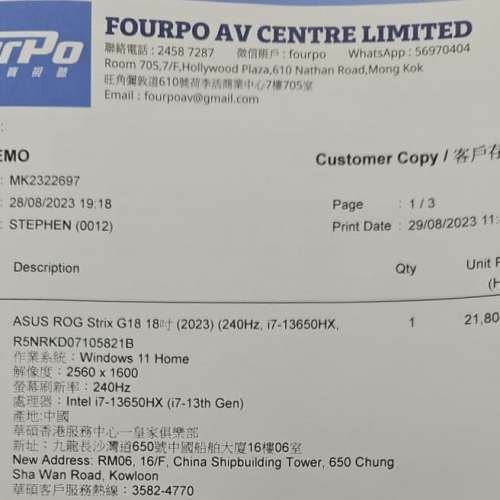 FOURPO AV CENTRE LIMITED
聯絡電話 : 2458 7287 微信賬戶 : fourpo WhatsApp : 56970404
Room 705,7/F,Hollywood Plaza,610 Nathan Road,Mong Kok
旺角彌敦道610號荷李活商業中心7樓705室
Email : fourpoav@gmail.com
:
EMO
Customer Copy / 客戶存
: MK2322697
: 28/08/2023 19:18 Page : 1 / 3
: STEPHEN (0012) Print Date : 29/08/2023 11:
Description Qty Unit P
(H
ASUS ROG Strix G18 18吋 (2023) (240Hz, i7-13650HX, 1 21,80
R5NRKD07105821B
作業系統：Windows 11 Home
解像度：2560 x 1600
螢幕刷新率：240Hz
處理器：Intel i7-13650HX (i7-13th Gen)
產地:中國
華碩香港服務中心一皇家俱樂部
新址：九龍長沙灣道650號中國船舶大廈16樓06室
New Address: RM06, 16/F, China Shipbuilding Tower, 650 Chung
Sha Wan Road, Kowloon
華碩客戶服務熱線：3582-4770